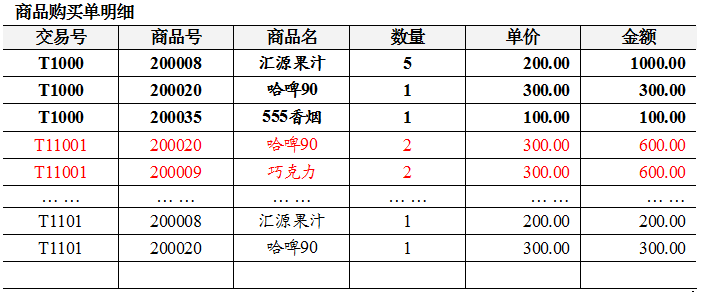 商品购买单明细
交易号 商品号 商品名 数量 单价 金额
T1000 200008 汇源果汁 5 200.00 1000.00
T1000 200020 哈啤90 1 300.00 300.00
T1000 200035 555香烟 1 100.00 100.00
T11001 200020 哈啤90 2 300.00 600.00
T11001 200009 巧克力 2 300.00 600.00
… … … … … … … … … … … …
T1101 200008 汇源果汁 1 200.00 200.00
T1101 200020 哈啤90 1 300.00 300.00